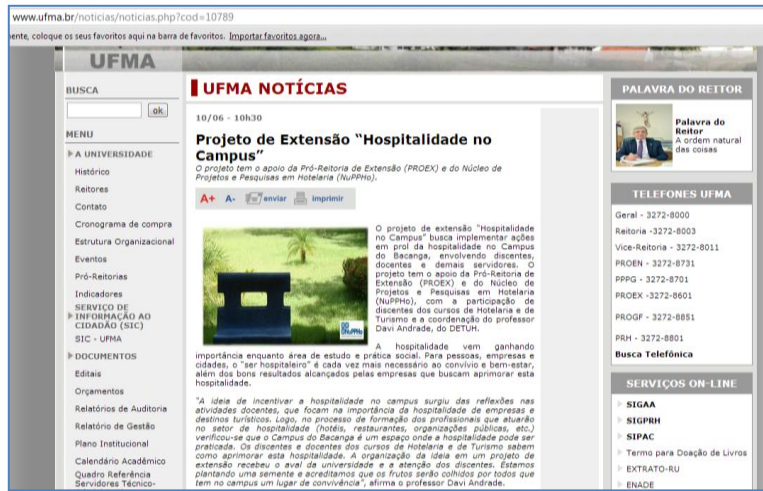 www.ufma.br/noticias/noticias.php?cod=10789
mente, coloque os seus favoritos aqui na barra de favoritos. Importar favoritos agora...
UFMA
BUSCA
ok
MENU
A UNIVERSIDADE
Histórico
Reitores
Contato
Cronograma de compra
Estrutura Organizacional
Eventos
Pró-Reitorias
Indicadores
SERVIÇO DE
INFORMAÇÃO AO
CIDADÃO (SIC)
SIC - UFMA
DOCUMENTOS
Editais
Orçamentos
Relatórios de Auditoria
Relatório de Gestão
Plano Institucional
Calendário Acadêmico
Quadro Referência
Servidores Técnico-
UFMA NOTÍCIAS
10/06 - 10h30
Projeto de Extensão “Hospitalidade no
Campus”
O projeto tem o apoio da Pró-Reitoria de Extensão (PROEX) e do Núcleo de
Projetos e Pesquisas em Hotelaria (NuPPHo).
A+ A- enviar imprimir
NuPPHo
O projeto de extensão “Hospitalidade
no Campus” busca implementar ações
em prol da hospitalidade no Campus
do Bacanga, envolvendo discentes,
docentes e demais servidores. O
projeto tem o apoio da Pró-Reitoria de
Extensão (PROEX) e do Núcleo de
Projetos e Pesquisas em Hotelaria
(NuPPHo), com a participação de
discentes dos cursos de Hotelaria e de
Turismo e a coordenação do professor
Davi Andrade, do DETUH.
A hospitalidade vem ganhando
importância enquanto área de estudo e prática social. Para pessoas, empresas e
cidades, o “ser hospitaleiro” é cada vez mais necessário ao convívio e bem-estar,
além dos bons resultados alcançados pelas empresas que buscam aprimorar esta
hospitalidade.
“A ideia de incentivar a hospitalidade no campus surgiu das reflexões nas
atividades docentes, que focam na importância da hospitalidade de empresas e
destinos turísticos. Logo, no processo de formação dos profissionais que atuarão
no setor de hospitalidade (hotéis, restaurantes, organizações públicas, etc.)
verificou-se que o Campus do Bacanga é um espaço onde a hospitalidade pode ser
praticada. Os discentes e docentes dos cursos de Hotelaria e de Turismo sabem
como aprimorar esta hospitalidade. A organização da ideia em um projeto de
extensão recebeu o aval da universidade e a atenção dos discentes. Estamos
plantando uma semente e acreditamos que os frutos serão colhidos por todos que
tem no campus um lugar de convivência”, afirma o professor Davi Andrade.
PALAVRA DO REITOR
Palavra do
Reitor
A ordem natural
das coisas
TELEFONES UFMA
Geral - 3272-8000
Reitoria -3272-8003
Vice-Reitoria - 3272-8011
PROEN - 3272-8731
PPPG - 3272-8701
PROEX -3272-8601
PROGF - 3272-8851
PRH - 3272-8801
Busca Telefônica
SERVIÇOS ON-LINE
SIGAA
SIGPRH
SIPAC
Termo para Doação de Livros
EXTRATO-RU
ENADE